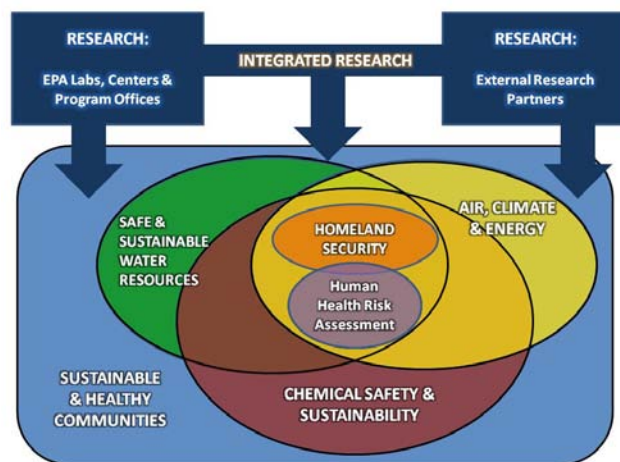 RESEARCH:
EPA Labs, Centers &
Program Offices
INTEGRATED RESEARCH
RESEARCH:
External Research
Partners
SAFE &
SUSTAINABLE
WATER
RESOURCES
HOMELAND
SECURITY
AIR, CLIMATE
& ENERGY
Human
Health Risk
Assessment
SUSTAINABLE
& HEALTHY
COMMUNITIES
CHEMICAL SAFETY &
SUSTAINABILITY